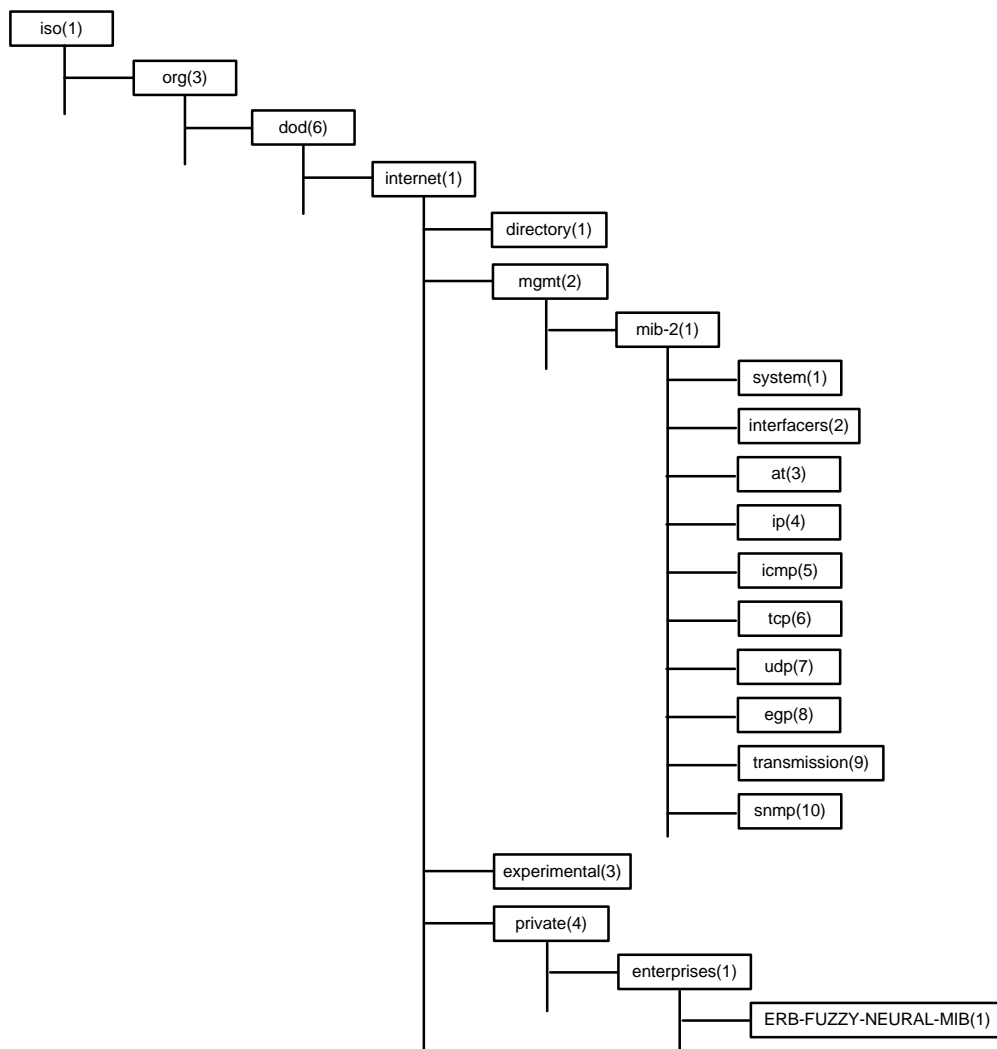 iso(1)
org(3)
dod(6)
internet(1)
directory(1)
mgmt(2)
mib-2(1)
system(1)
interfacers(2)
at(3)
ip(4)
icmp(5)
tcp(6)
udp(7)
egp(8)
transmission(9)
snmp(10)
experimental(3)
private(4)
enterprises(1)
ERB-FUZZY-NEURAL-MIB(1)